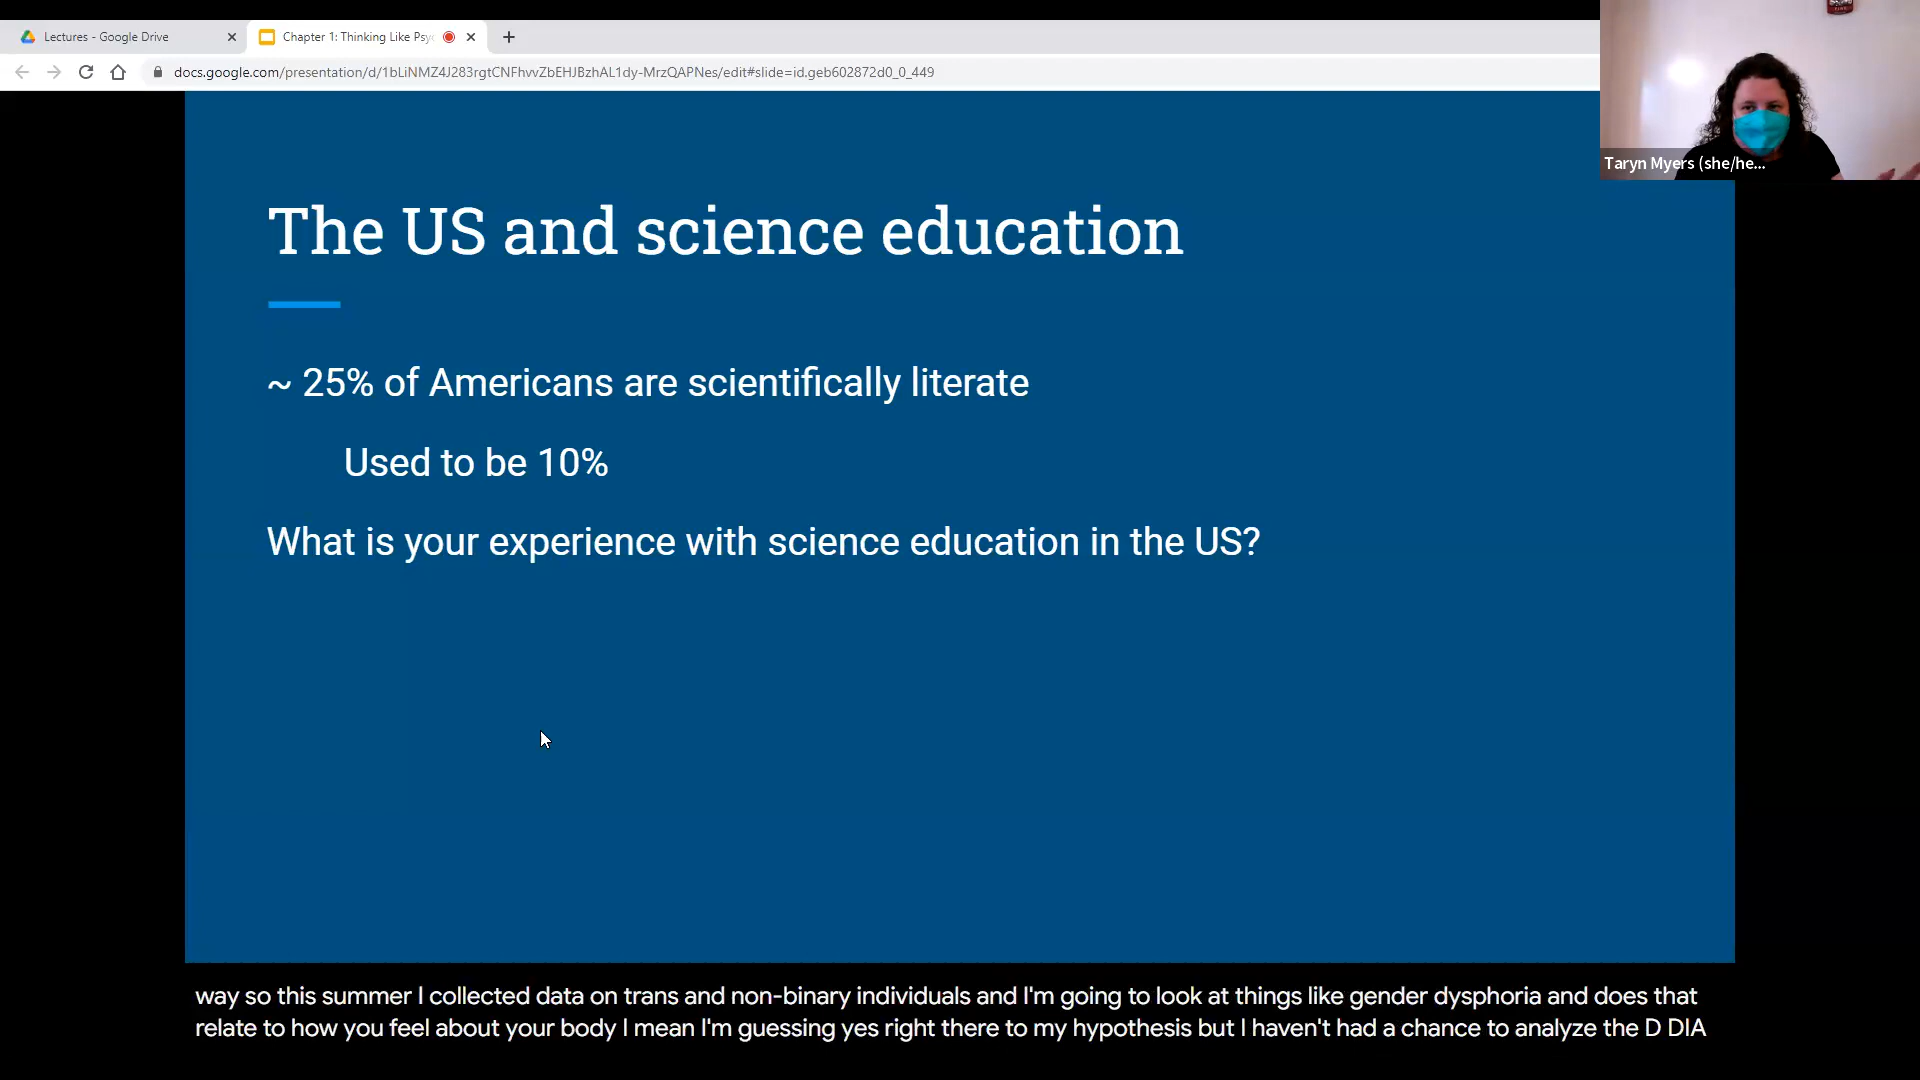 Lectures - Google Drive
Chapter 1: Thinking Like Psy
docs.google.com/presentation/d/1bLiNMZ4J283rgtCNFhvvZbEHJBzhAL1dy-MrzQAPNes/edit#slide=id.geb602872d0_0_449
Taryn Myers (she/he...
The US and science education
~ 25% of Americans are scientifically literate
Used to be 10%
What is your experience with science education in the US?
way so this summer I collected data on trans and non-binary individuals and I'm going to look at things like gender dysphoria and does that
relate to how you feel about your body I mean I'm guessing yes right there to my hypothesis but I haven't had a chance to analyze the D DIA